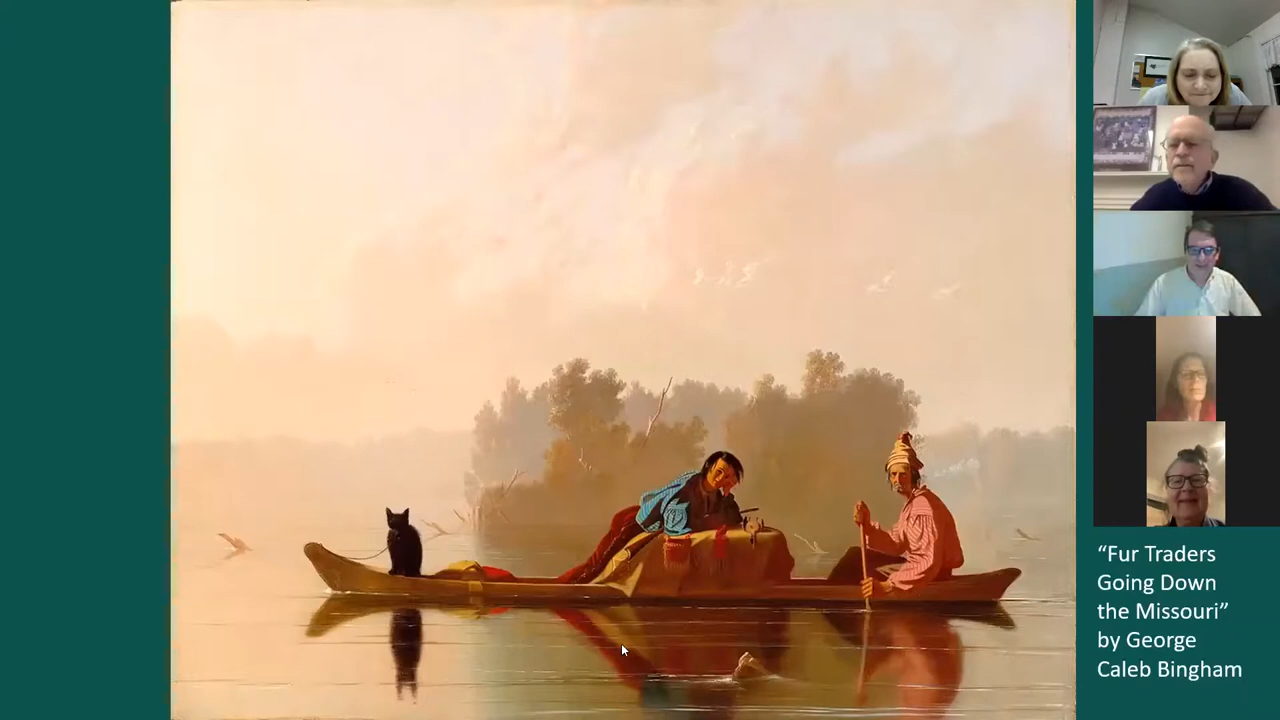 “Fur Traders
Going Down
the Missouri”
by George
Caleb Bingham